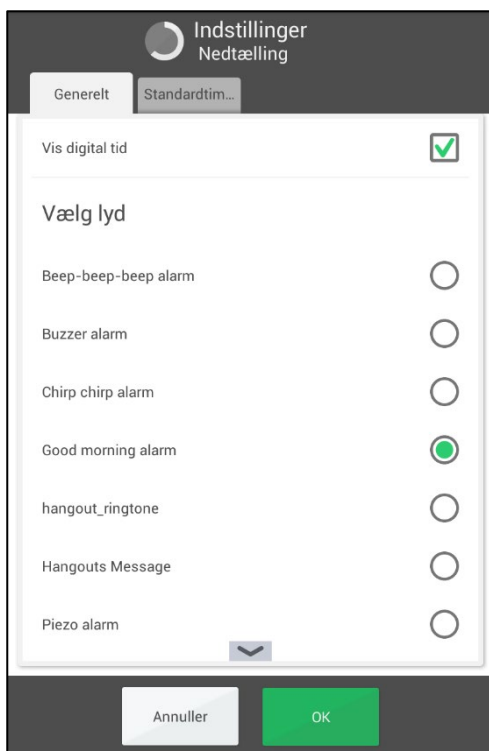 Indstillinger
Nedtælling
Generelt
Standardtim...
Vis digital tid
Vælg lyd
Beep-beep-beep alarm
Buzzer alarm
Chirp chirp alarm
Good morning alarm
hangout_ringtone
Hangouts Message
Piezo alarm
Annuller
OK